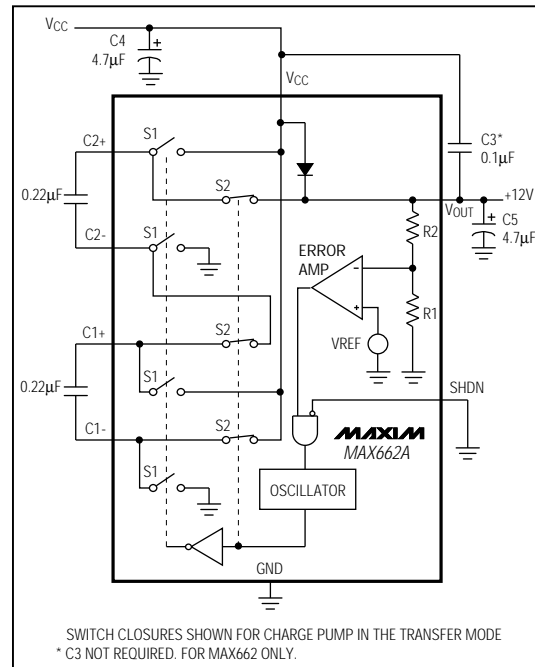 VCC
C4
4.7µF
VCC
C2+
S1
C3*
0.1µF
0.22µF
S2
+12V
VOUT
C5
4.7µF
C2-
S1
R2
ERROR
AMP
−
+
R1
VREF
C1+
S2
0.22µF
S1
SHDN
C1-
S2
MAXIM
MAX662A
S1
OSCILLATOR
GND
SWITCH CLOSURES SHOWN FOR CHARGE PUMP IN THE TRANSFER MODE
* C3 NOT REQUIRED. FOR MAX662 ONLY.